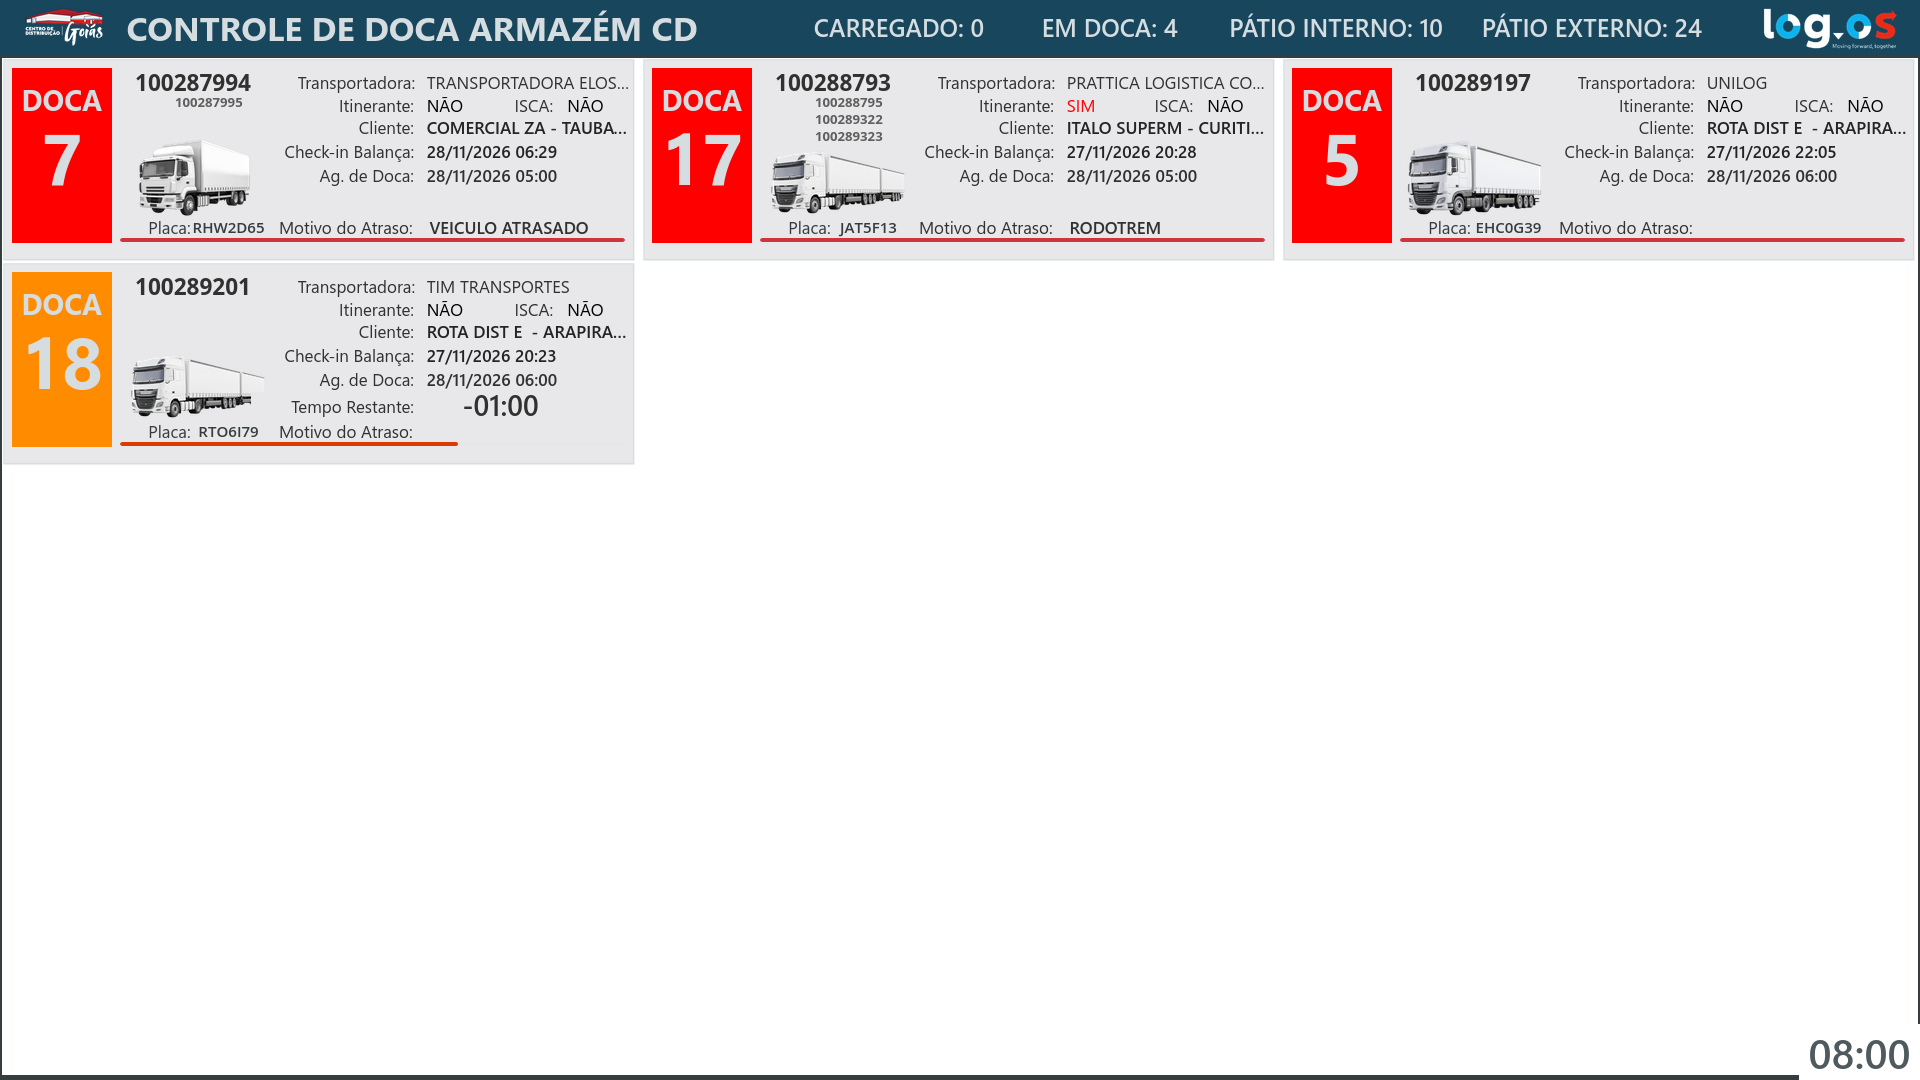 CENTRO DE DISTRIBUIÇÃO Goiás
CONTROLE DE DOCA ARMAZÉM CD
CARREGADO: 0
EM DOCA: 4
PÁTIO INTERNO: 10
PÁTIO EXTERNO: 24
log.os
Moving forward, together
DOCA
7
100287994
100287995
Transportadora: TRANSPORTADORA ELOS...
Itinerante: NÃO ISCA: NÃO
Cliente: COMERCIAL ZA - TAUBA...
Check-in Balança: 28/11/2026 06:29
Ag. de Doca: 28/11/2026 05:00
Placa: RHW2D65 Motivo do Atraso: VEICULO ATRASADO
DOCA
17
100288793
100288795
100289322
100289323
Transportadora: PRATTICA LOGISTICA CO...
Itinerante: SIM ISCA: NÃO
Cliente: ITALO SUPERM - CURITI...
Check-in Balança: 27/11/2026 20:28
Ag. de Doca: 28/11/2026 05:00
Placa: JAT5F13 Motivo do Atraso: RODOTREM
DOCA
5
100289197
Transportadora: UNILOG
Itinerante: NÃO ISCA: NÃO
Cliente: ROTA DIST E - ARAPIRA...
Check-in Balança: 27/11/2026 22:05
Ag. de Doca: 28/11/2026 06:00
Placa: EHC0G39 Motivo do Atraso:
DOCA
18
100289201
Transportadora: TIM TRANSPORTES
Itinerante: NÃO ISCA: NÃO
Cliente: ROTA DIST E - ARAPIRA...
Check-in Balança: 27/11/2026 20:23
Ag. de Doca: 28/11/2026 06:00
Tempo Restante: -01:00
Placa: RTO6I79 Motivo do Atraso:
08:00